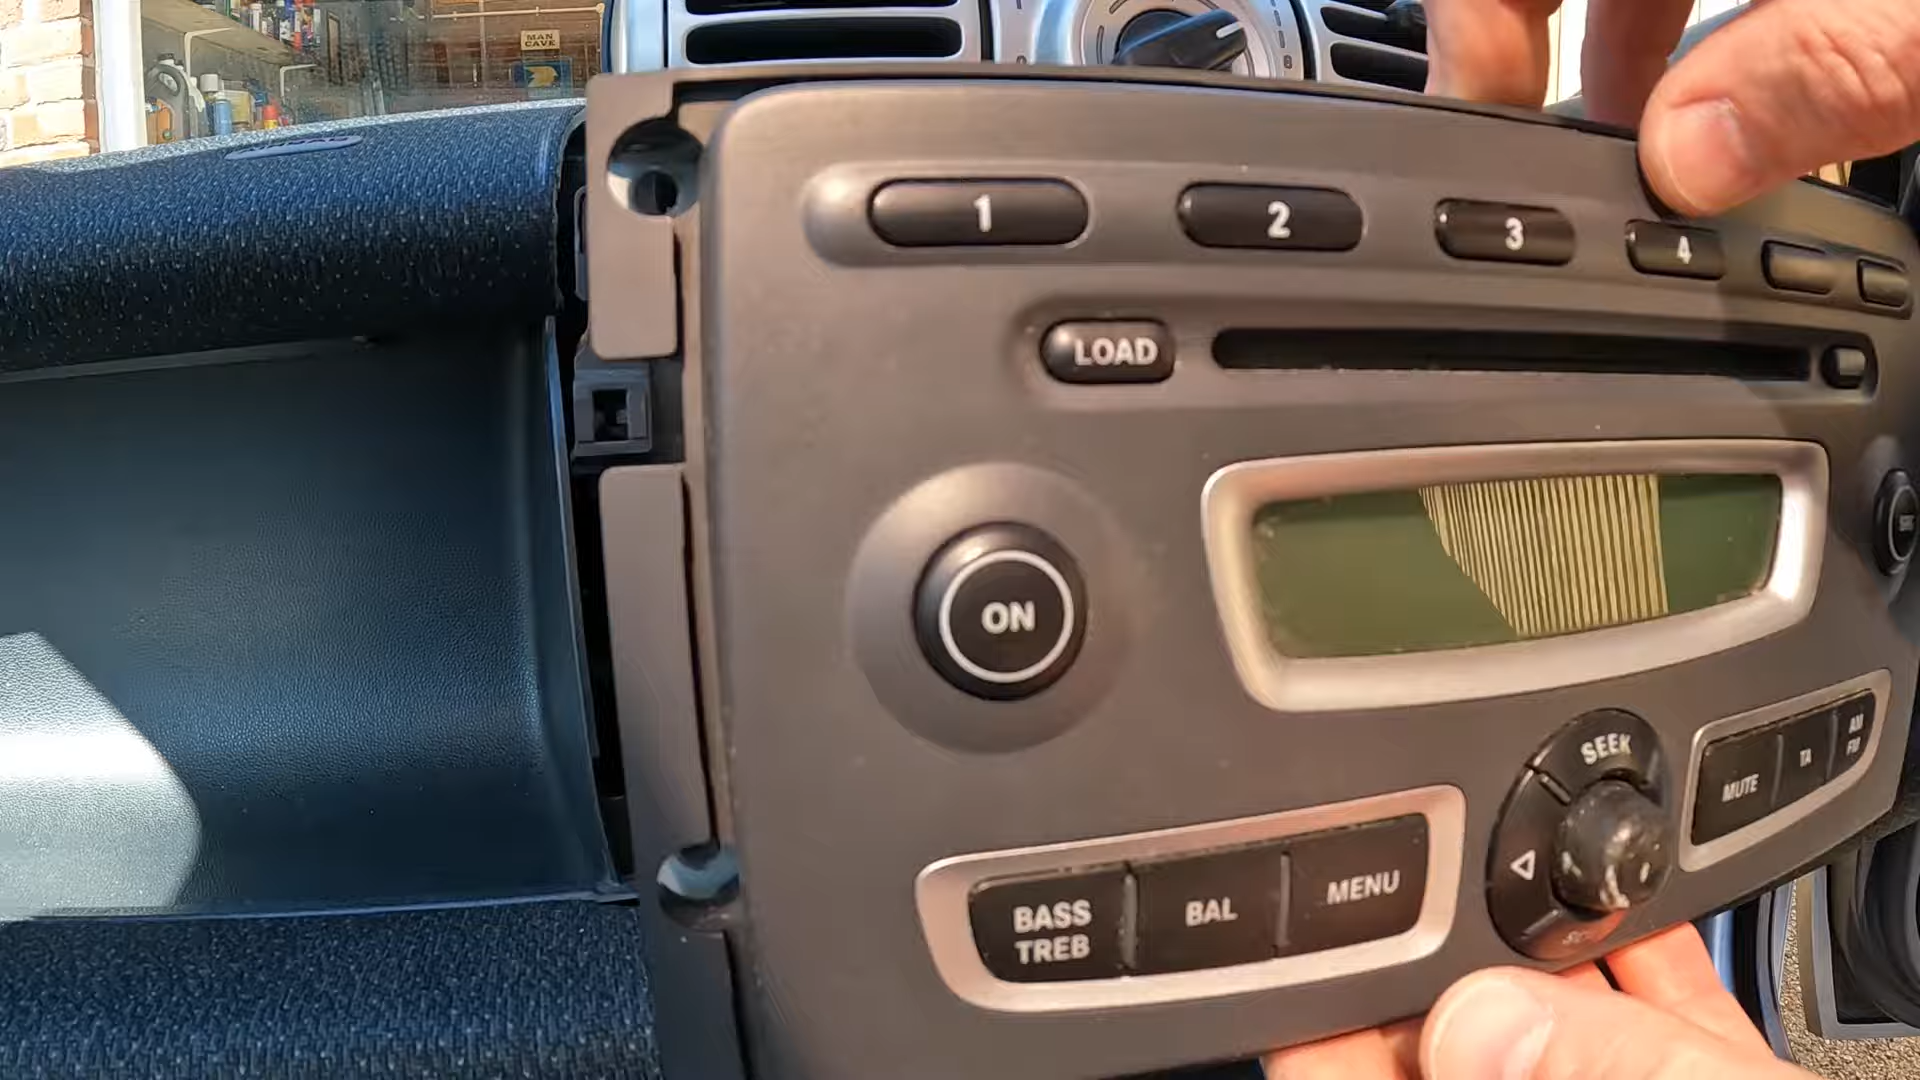 MAN
CAVE
1
2
3
4
LOAD
ON
SEEK
MUTE
TA
AM
FM
BASS
TREB
BAL
MENU